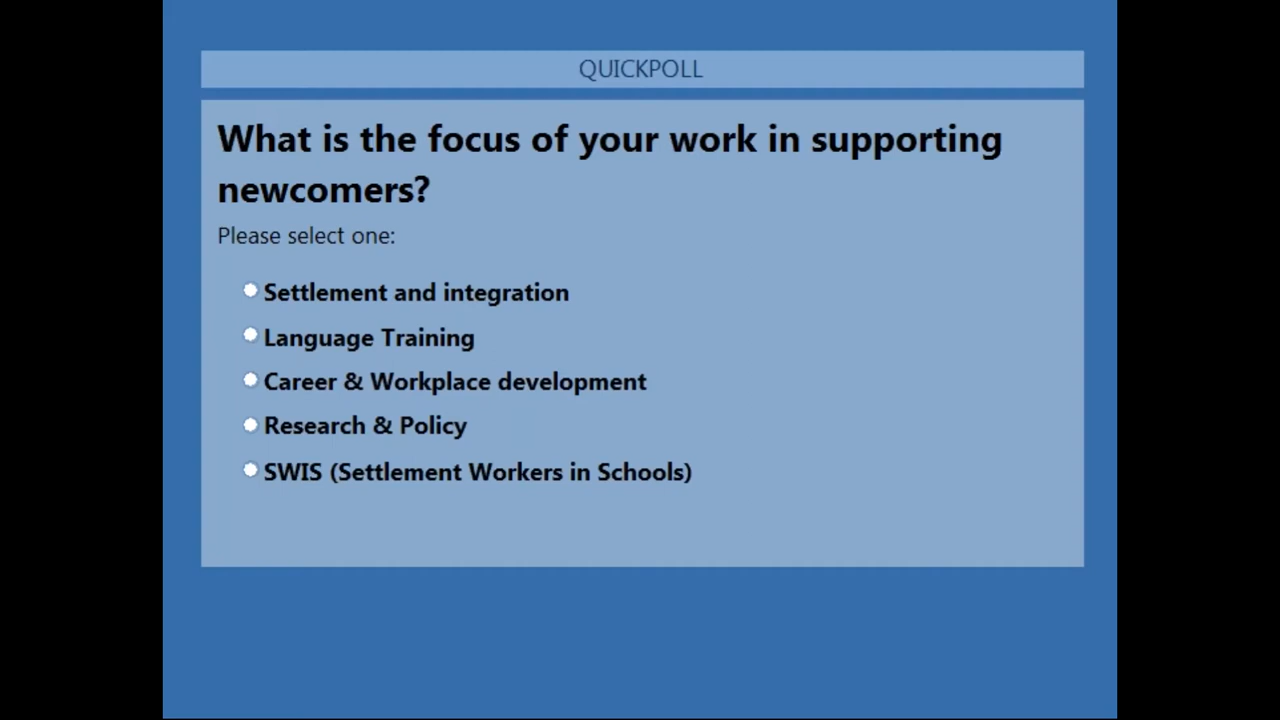 QUICKPOLL
What is the focus of your work in supporting
newcomers?
Please select one:
Settlement and integration
Language Training
Career & Workplace development
Research & Policy
SWIS (Settlement Workers in Schools)